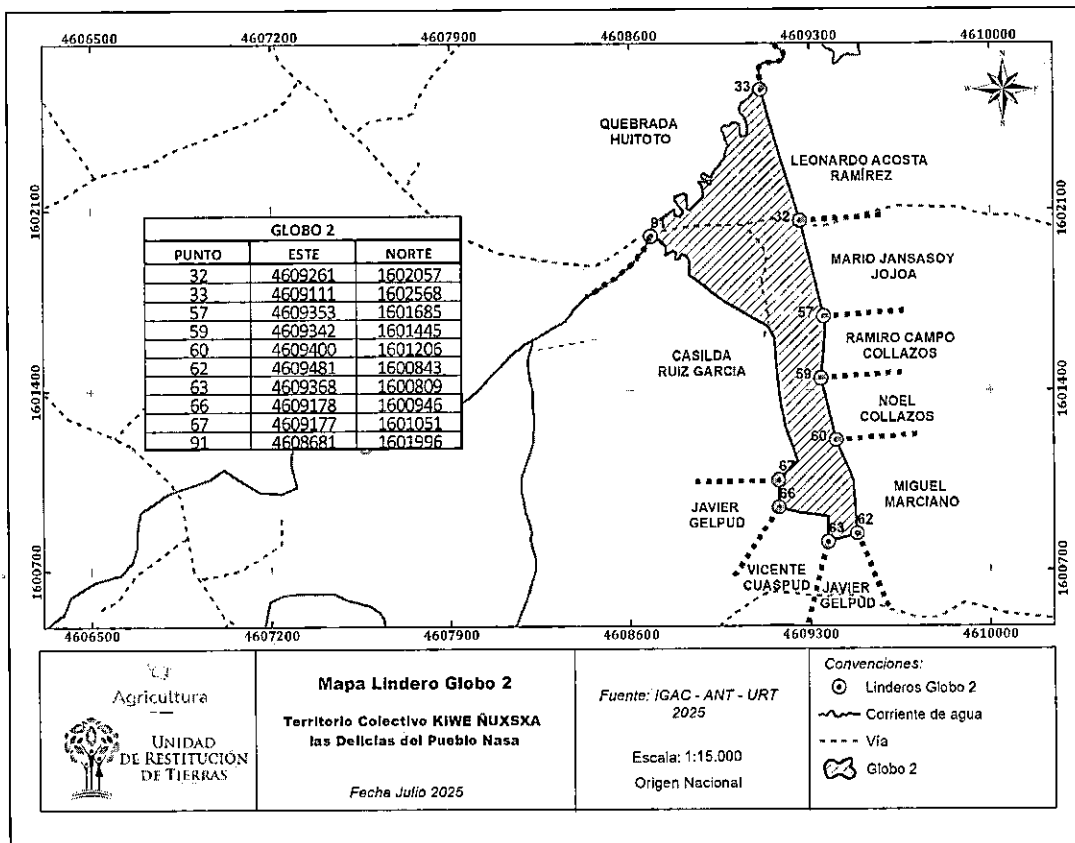 4606500 4607200 4607900 4608600 4609300 4610000
33
QUEBRADA
HUITOTO
LEONARDO ACOSTA
RAMÍREZ
1602100
32
91
1602100
GLOBO 2
PUNTO ESTE NORTE
32 4609261 1602057
33 4609111 1602568
57 4609353 1601685
59 4609342 1601445
60 4609400 1601206
62 4609481 1600843
63 4609368 1600809
66 4609178 1600946
67 4609177 1601051
91 4608681 1601996
MARIO JANSASOY
JOJOA
57
RAMIRO CAMPO
COLLAZOS
CASILDA
RUIZ GARCIA
59
1601400
1601400
NOEL
COLLAZOS
60
67
66
MIGUEL
MARCIANO
JAVIER
GELPUD
62
63
VICENTE
CUASPUD
JAVIER
GELPUD
1600700
1600700
4606500 4607200 4607900 4608600 4609300 4610000
Agricultura
UNIDAD
DE RESTITUCIÓN
DE TIERRAS
Mapa Lindero Globo 2
Territorio Colectivo KIWE ÑUXSXA
las Delicias del Pueblo Nasa
Fecha Julio 2025
Fuente: IGAC - ANT - URT
2025
Escala: 1:15.000
Origen Nacional
Convenciones:
Linderos Globo 2
Corriente de agua
Vía
Globo 2